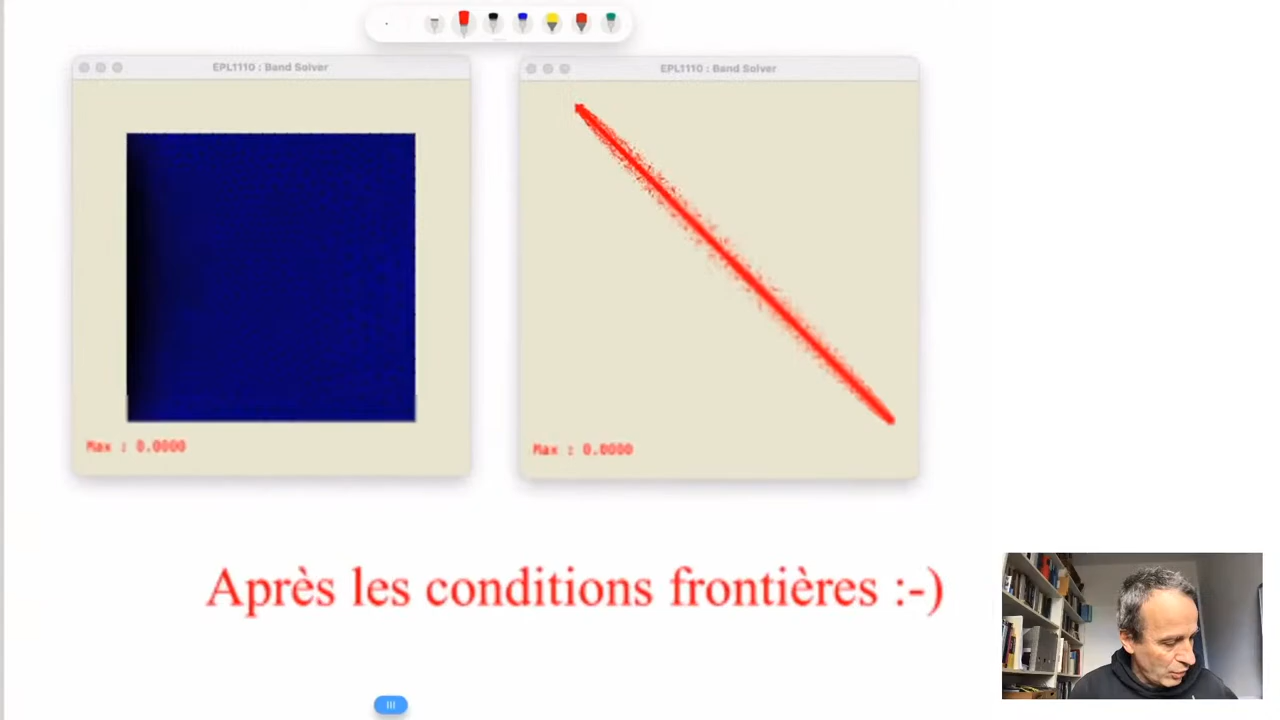 EPL1110 : Band Solver
EPL1110 : Band Solver
Max : 0.0000
Max : 0.0000
Après les conditions frontières :-)